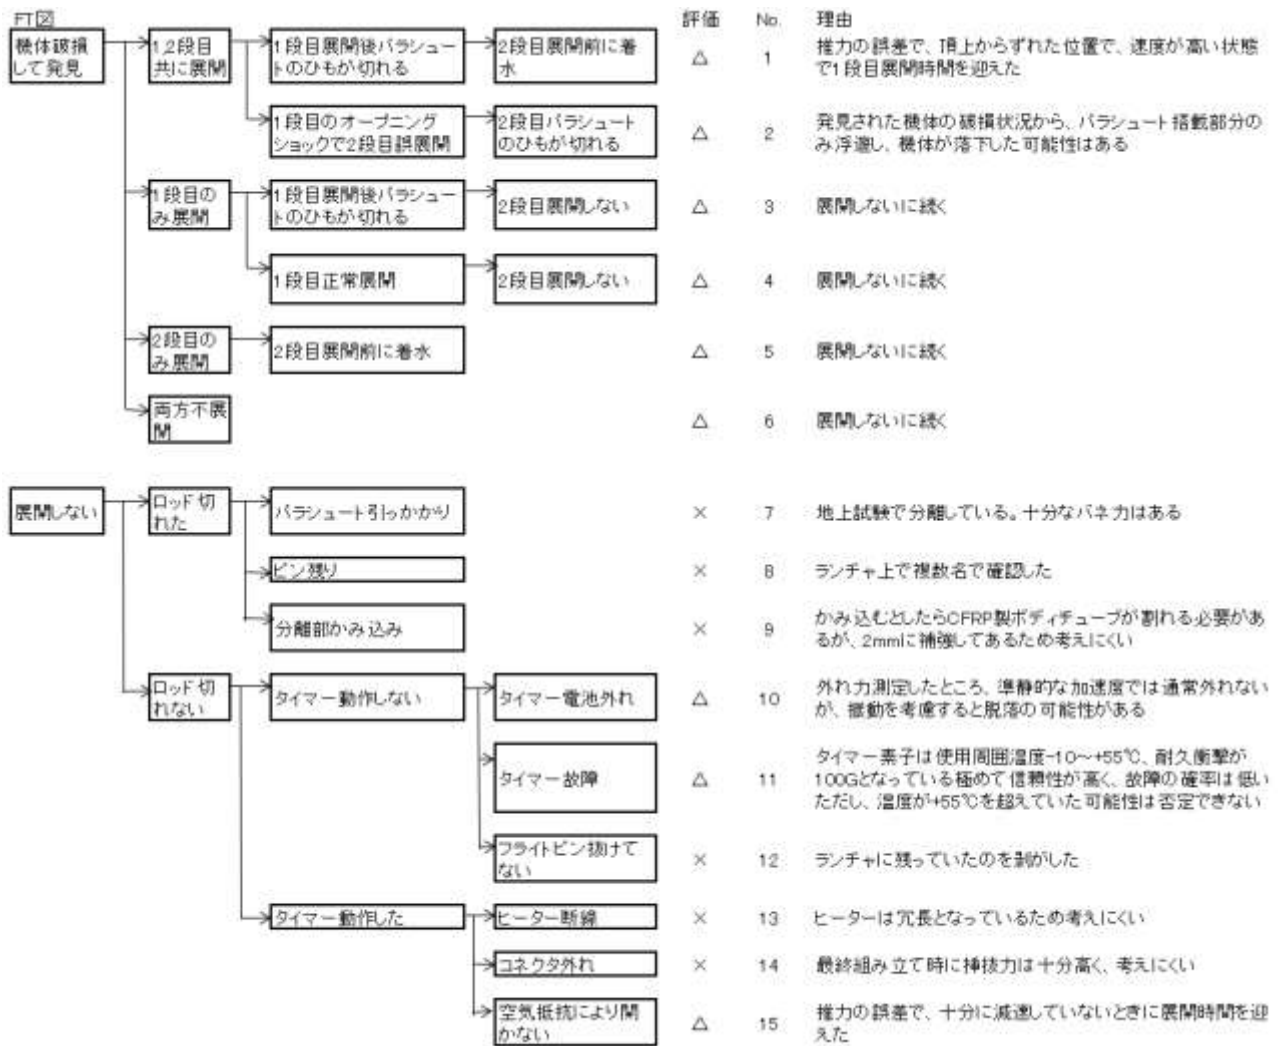 FT図
評価 No. 理由
機体破損
して発見
1,2段目
共に展開
1段目展開後パラシュー
トのひもが切れる
2段目展開前に着
水
△ 1 推力の誤差で、頂上からずれた位置で、速度が高い状態
で1段目展開時間を迎えた
1段目のオープニング
ショックで2段目誤展開
2段目パラシュート
のひもが切れる
△ 2 発見された機体の破損状況から、パラシュート搭載部分の
み浮遊し、機体が落下した可能性はある
1段目の
み展開
1段目展開後パラシュー
トのひもが切れる
2段目展開しない
△ 3 展開しないに続く
1段目正常展開
2段目展開しない
△ 4 展開しないに続く
2段目の
み展開
2段目展開前に着水
△ 5 展開しないに続く
両方不展
開
△ 6 展開しないに続く
展開しない
ロッド切
れた
パラシュート引っかかり
× 7 地上試験で分離している。十分なバネ力はある
ピン残り
× 8 ランチャ上で複数名で確認した
分離部かみ込み
× 9 かみ込むとしたらCFRP製ボディチューブが割れる必要があ
るが、2mmに補強してあるため考えにくい
ロッド切
れない
タイマー動作しない
タイマー電池外れ
△ 10 外れ力測定したところ、準静的な加速度では通常外れない
が、振動を考慮すると脱落の可能性がある
タイマー故障
△ 11 タイマー素子は使用周囲温度-10～+55℃、耐久衝撃が
100Gとなっている極めて信頼性が高く、故障の確率は低い
ただし、温度が+55℃を超えていた可能性は否定できない
フライトピン抜けて
ない
× 12 ランチャに残っていたのを剝がした
タイマー動作した
ヒーター断線
× 13 ヒーターは冗長となっているため考えにくい
コネクタ外れ
× 14 最終組み立て時に挿抜力は十分高く、考えにくい
空気抵抗により開
かない
△ 15 推力の誤差で、十分に減速していないときに展開時間を迎
えた